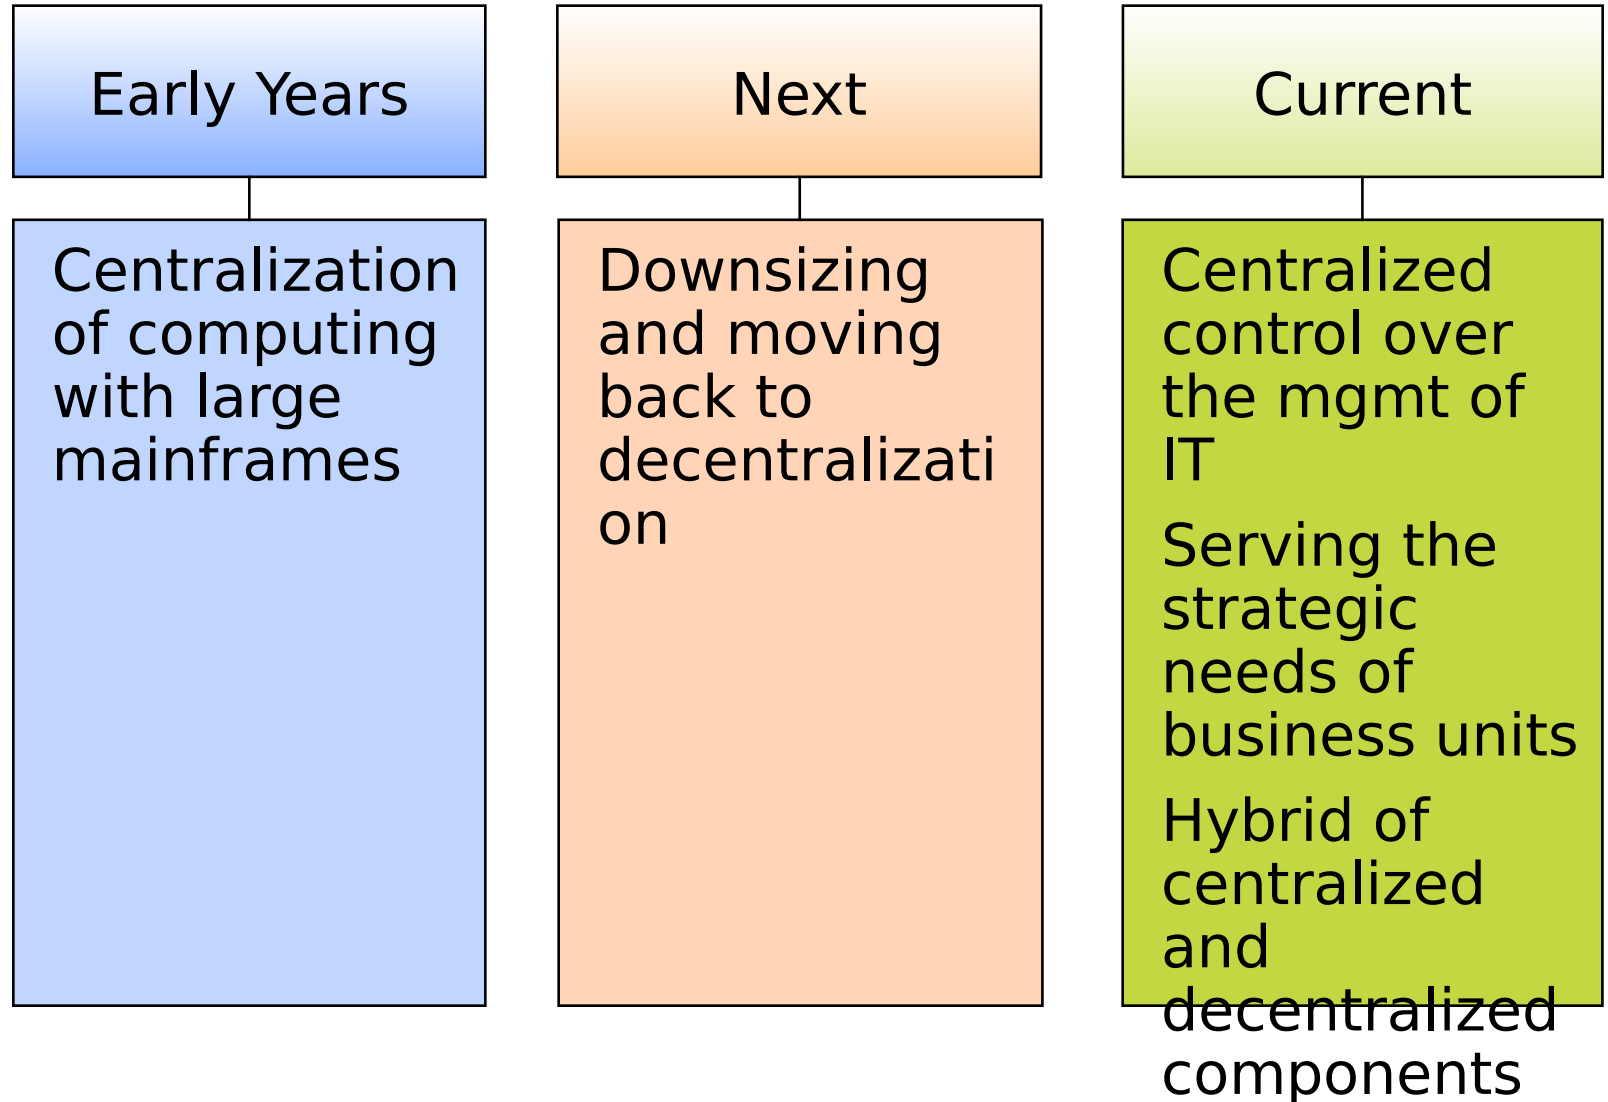 Early Years
Centralization
of computing
with large
mainframes
Next
Downsizing
and moving
back to
decentralizati
on
Current
Centralized
control over
the mgmt of
IT
Serving the
strategic
needs of
business units
Hybrid of
centralized
and
decentralized
components